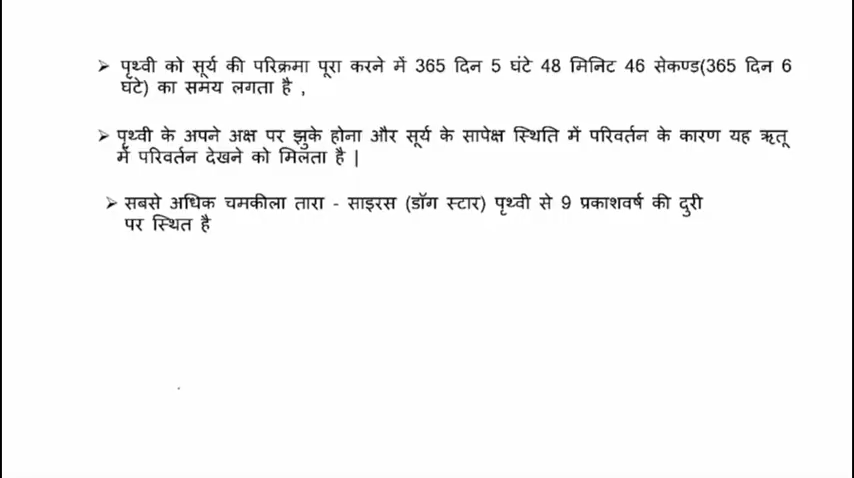 ➢ पृथ्वी को सूर्य की परिक्रमा पूरा करने में 365 दिन 5 घंटे 48 मिनिट 46 सेकण्ड(365 दिन 6
घंटे) का समय लगता है ,
➢ पृथ्वी के अपने अक्ष पर झुके होना और सूर्य के सापेक्ष स्थिति में परिवर्तन के कारण यह ऋतू
में परिवर्तन देखने को मिलता है |
➢ सबसे अधिक चमकीला तारा - साइरस (डॉग स्टार) पृथ्वी से 9 प्रकाशवर्ष की दुरी
पर स्थित है